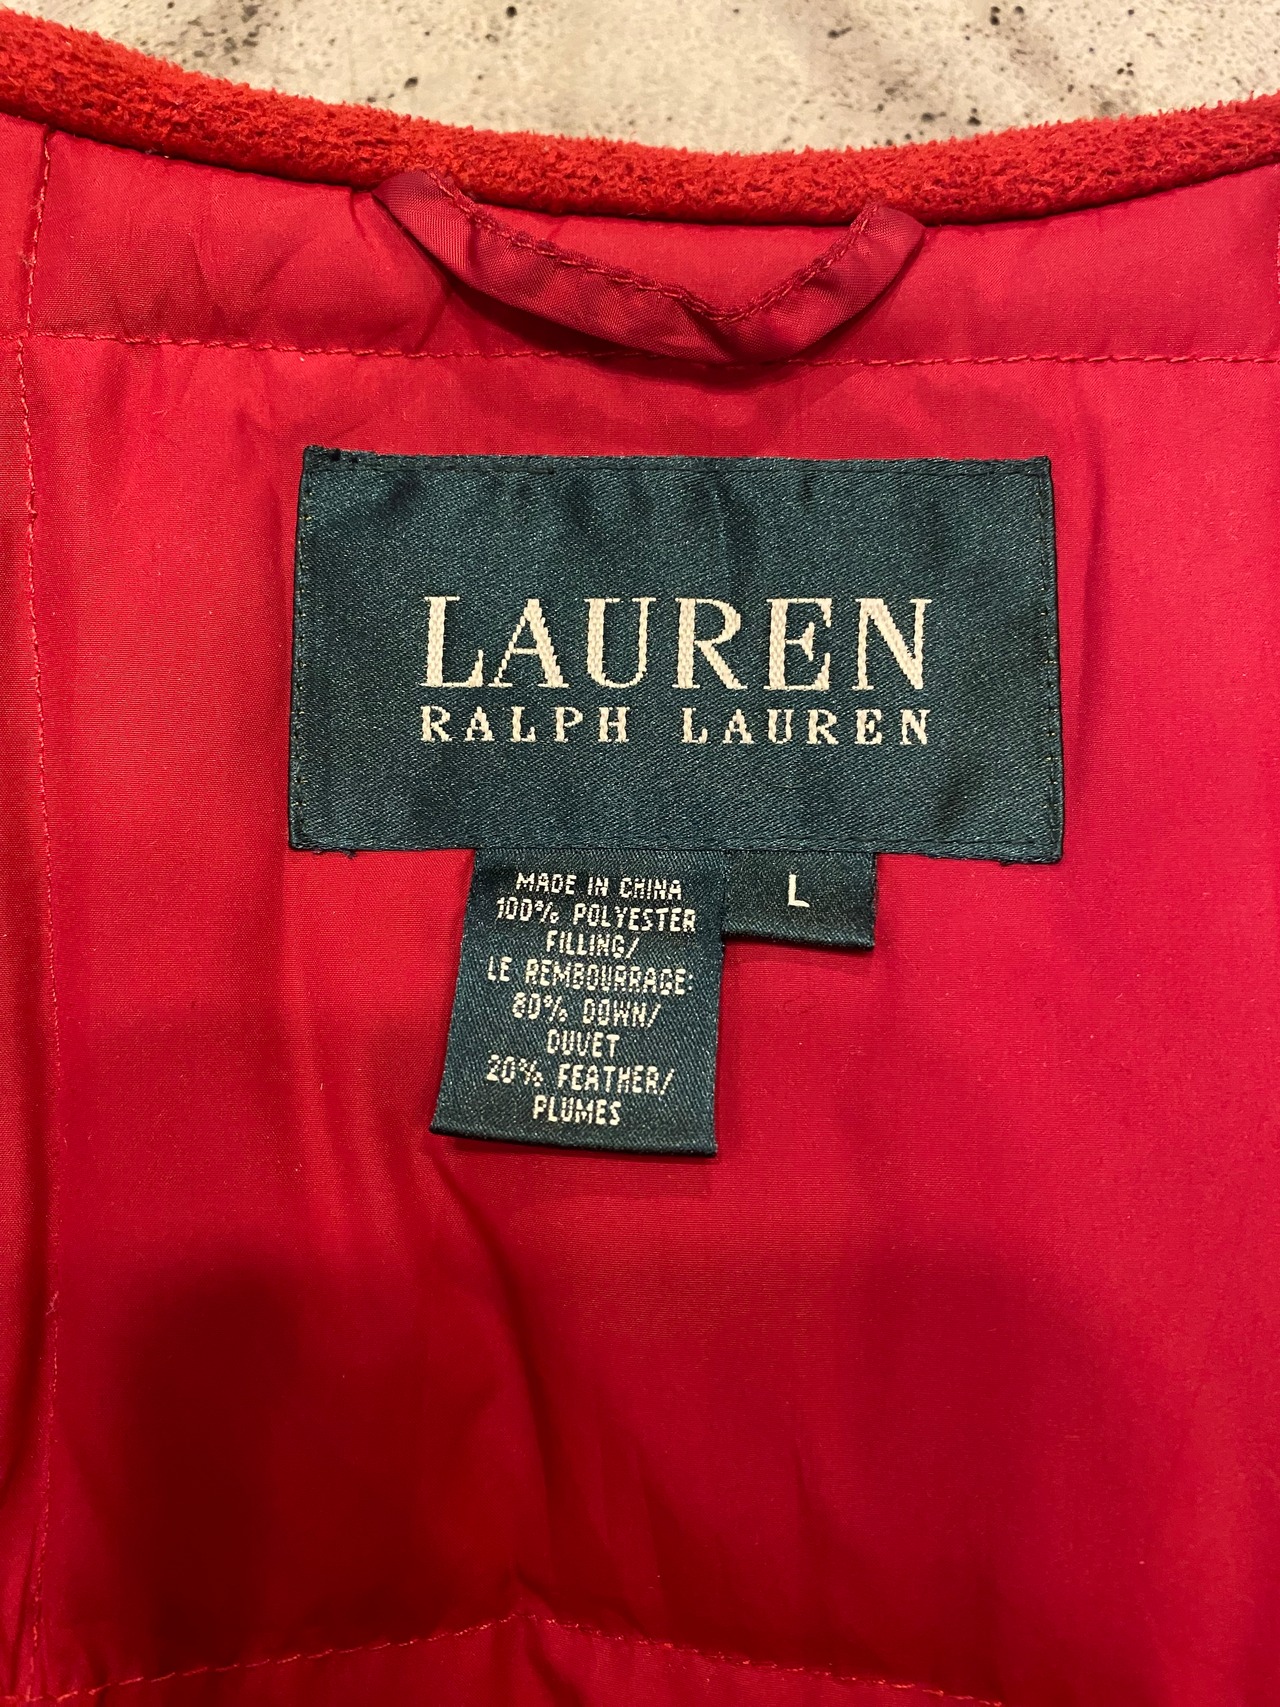 LAUREN
RALPH LAUREN
MADE IN CHINA
100% POLYESTER
FILLING/
LE REMBOURRAGE:
80% DOWN/
DUVET
20% FEATHER/
PLUMES
L